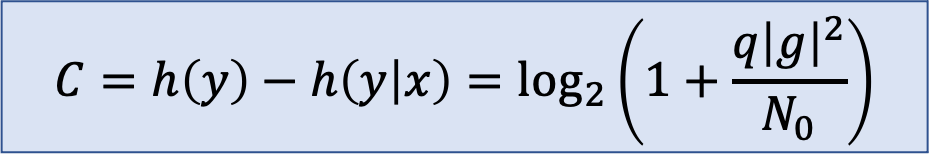 C = h(y) − h(y|x) = log₂ (1 + q|g|²/N₀)